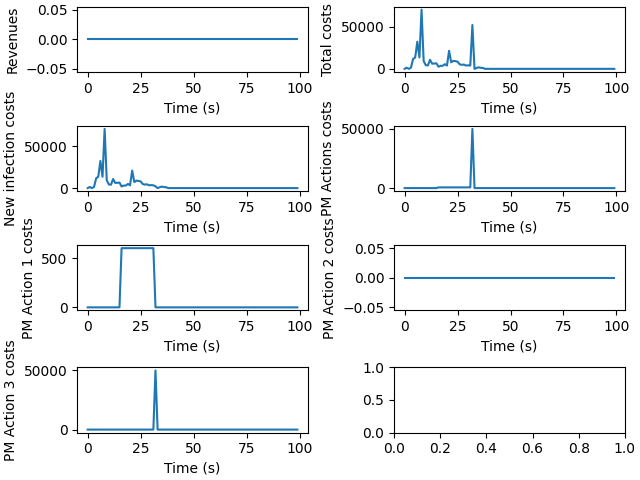 Revenues
0.05
0.00
−0.05
0 25 50 75 100
Time (s)
Total costs
50000
0
0 25 50 75 100
Time (s)
New infection costs
50000
0
0 25 50 75 100
Time (s)
PM Actions costs
50000
0
0 25 50 75 100
Time (s)
PM Action 1 costs
500
0
0 25 50 75 100
Time (s)
PM Action 2 costs
0.05
0.00
−0.05
0 25 50 75 100
Time (s)
PM Action 3 costs
50000
0
0 25 50 75 100
Time (s)
1.0
0.5
0.0
0.0 0.2 0.4 0.6 0.8 1.0